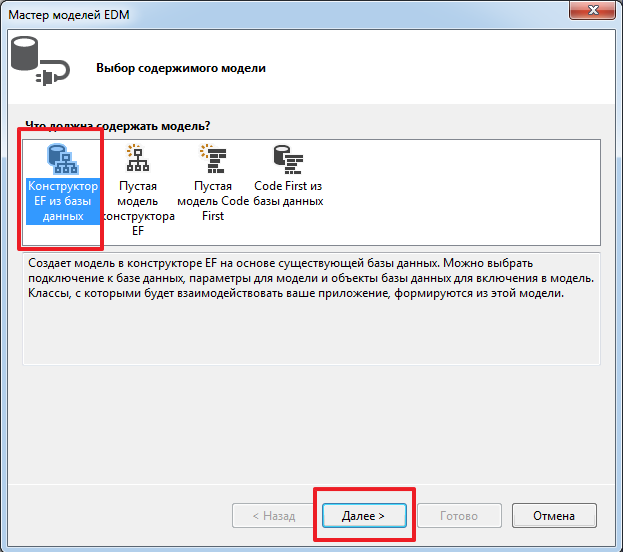 Мастер моделей EDM
Выбор содержимого модели
Что должна содержать модель?
Конструктор
EF из базы
данных
Пустая
модель
конструктора
EF
Пустая
модель Code
First
Code First из
базы данных
Создает модель в конструкторе EF на основе существующей базы данных. Можно выбрать
подключение к базе данных, параметры для модели и объекты базы данных для включения в модель.
Классы, с которыми будет взаимодействовать ваше приложение, формируются из этой модели.
< Назад
Далее >
Готово
Отмена